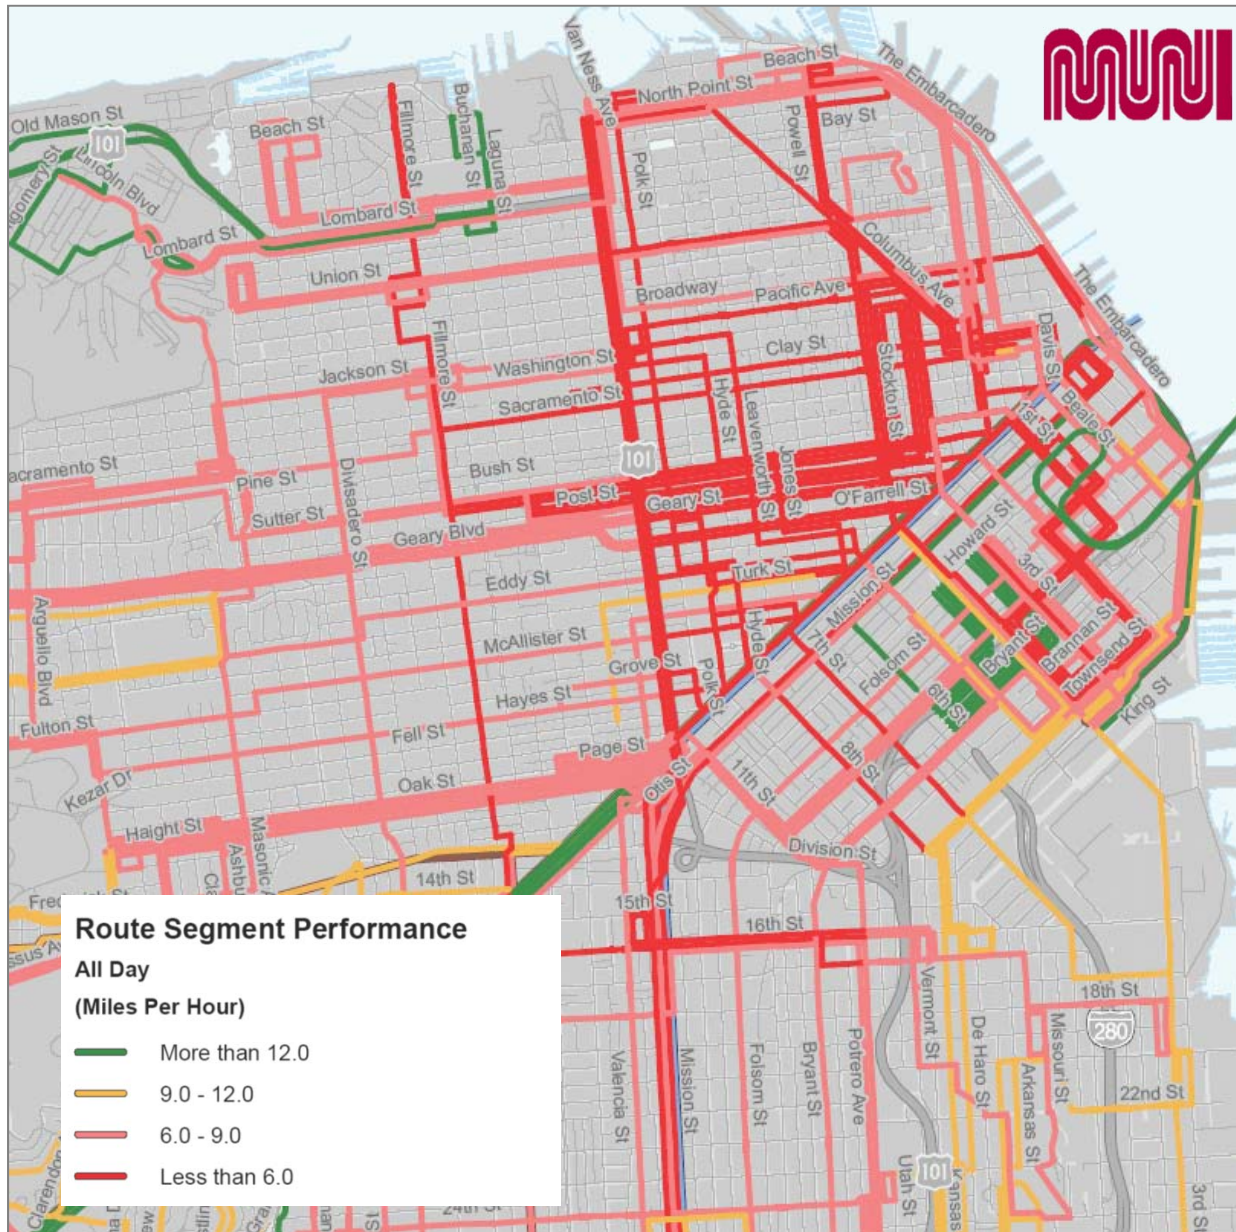 MUNI
Van Ness Ave
Beach St
The Embarcadero
North Point St
Old Mason St
101
Beach St
Fillmore St
Buchanan St
Laguna St
Polk St
Powell St
Bay St
Lincoln Blvd
Lombard St
Lombard St
Union St
Columbus Ave
Broadway
Pacific Ave
The Embarcadero
Davis St
Fillmore St
Jackson St
Washington St
Clay St
Stockton St
Sacramento St
Hyde St
Leavenworth St
Jones St
Beale St
1st St
101
Bush St
Pine St
acramento St
Divisadero St
Sutter St
Post St
Geary St
O'Farrell St
Geary Blvd
Howard St
3rd St
Eddy St
Turk St
Mission St
Arguello Blvd
McAllister St
Hyde St
7th St
Bryant St
Brannan St
Townsend St
Grove St
Polk St
Folsom St
6th St
King St
Hayes St
Fulton St
Fell St
Page St
Otis St
11th St
8th St
Kezar Dr
Oak St
Haight St
Masonic A
Ashbu
Division St
14th St
15th St
16th St
Route Segment Performance
All Day
(Miles Per Hour)
More than 12.0
9.0 - 12.0
6.0 - 9.0
Less than 6.0
18th St
280
Vermont St
De Haro St
Missouri St
Arkansas St
22nd St
Valencia St
Mission St
Folsom St
Bryant St
Potrero Ave
Utah St
101
Kansas
3rd St
Clarendon
24th St